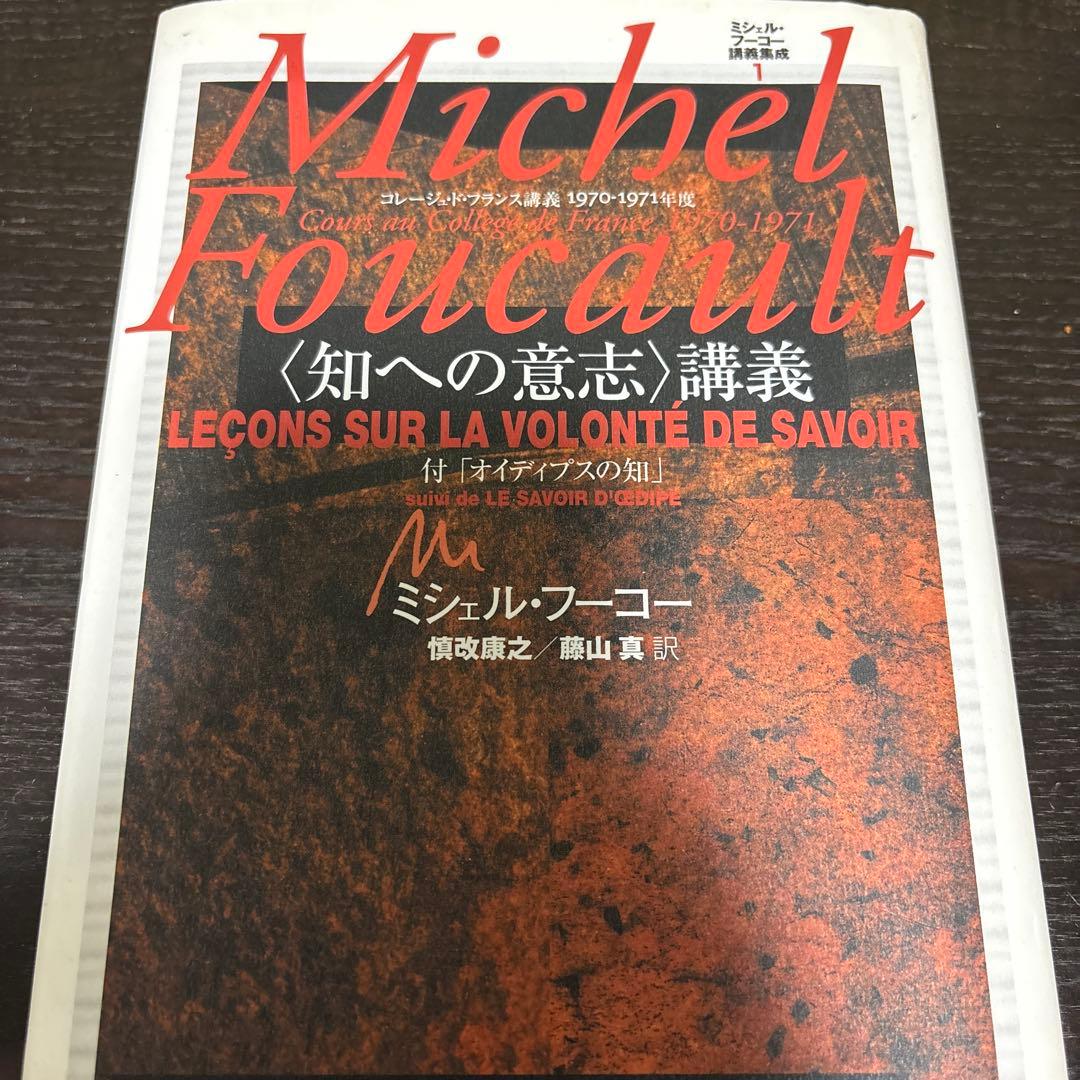 ミシェル・
フーコー
講義集成
1
Michel
コレージュ・ド・フランス講義 1970-1971年度
Cours au Collège de France 1970-1971
Foucault
〈知への意志〉講義
LEÇONS SUR LA VOLONTÉ DE SAVOIR
付「オイディプスの知」
suivi de LE SAVOIR D'ŒDIPE
ミシェル・フーコー
慎改康之／藤山 真 訳